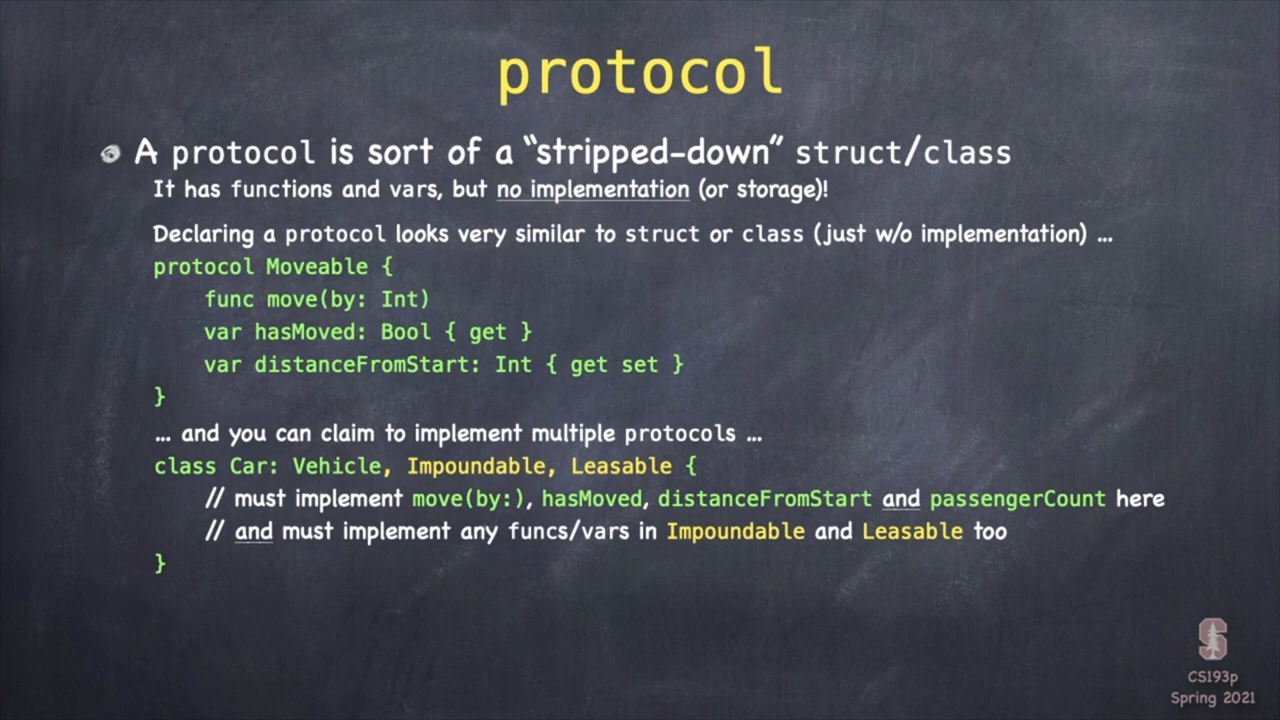 protocol
A protocol is sort of a “stripped-down” struct/class
It has functions and vars, but no implementation (or storage)!
Declaring a protocol looks very similar to struct or class (just w/o implementation) ...
protocol Moveable {
    func move(by: Int)
    var hasMoved: Bool { get }
    var distanceFromStart: Int { get set }
}
... and you can claim to implement multiple protocols ...
class Car: Vehicle, Impoundable, Leasable {
    // must implement move(by:), hasMoved, distanceFromStart and passengerCount here
    // and must implement any funcs/vars in Impoundable and Leasable too
}
S
CS193p
Spring 2021